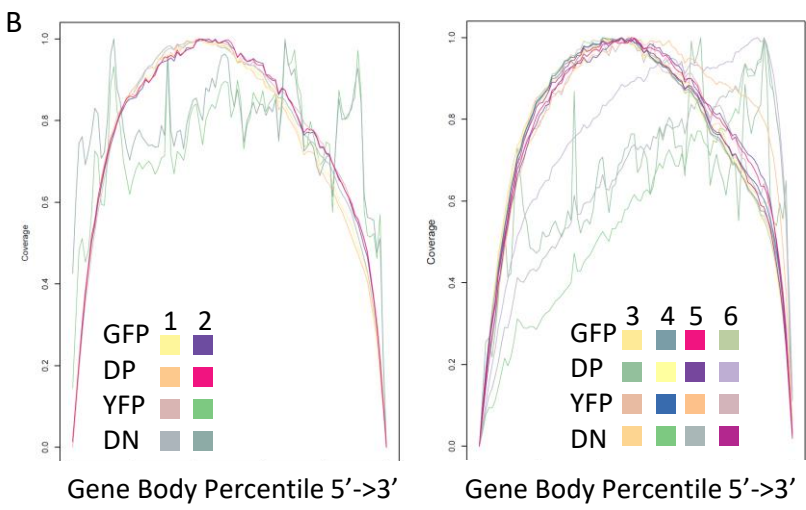 B
1.0
0.8
0.6
0.4
0.2
0.0
Coverage
1 2
GFP
DP
YFP
DN
Gene Body Percentile 5’->3’
1.0
0.8
0.6
0.4
0.2
0.0
Coverage
3 4 5 6
GFP
DP
YFP
DN
Gene Body Percentile 5’->3’